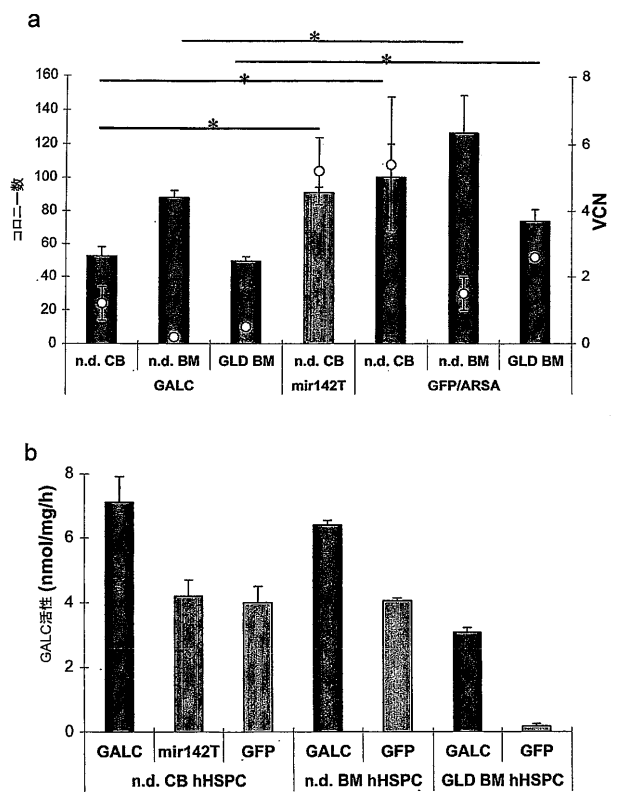 a
*
*
*
*
160
140
120
100
80
60
40
20
0
コロニー数
8
6
4
2
0
VCN
n.d. CB n.d. BM GLD BM n.d. CB n.d. CB n.d. BM GLD BM
GALC mir142T GFP/ARSA
b
8
6
4
2
0
GALC活性 (nmol/mg/h)
GALC mir142T GFP GALC GFP GALC GFP
n.d. CB hHSPC n.d. BM hHSPC GLD BM hHSPC